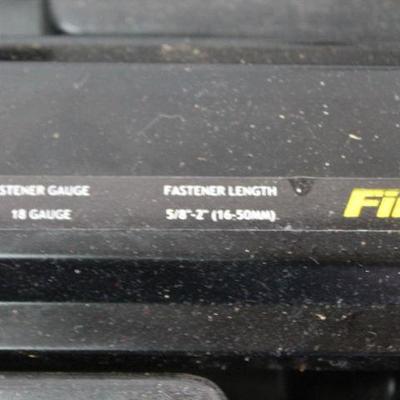 STENER GAUGE FASTENER LENGTH
18 GAUGE 5/8"-2" (16-50MM)
Fi